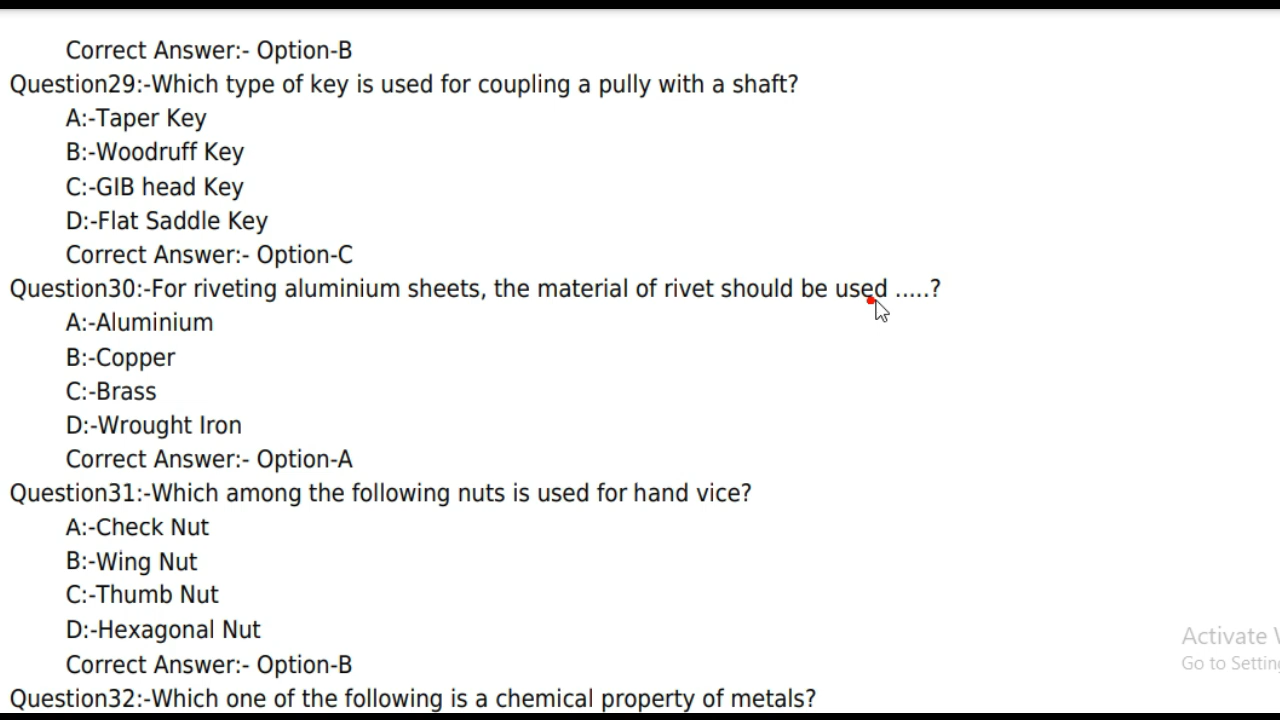 Correct Answer:- Option-B
Question29:-Which type of key is used for coupling a pully with a shaft?
A:-Taper Key
B:-Woodruff Key
C:-GIB head Key
D:-Flat Saddle Key
Correct Answer:- Option-C
Question30:-For riveting aluminium sheets, the material of rivet should be used .....?
A:-Aluminium
B:-Copper
C:-Brass
D:-Wrought Iron
Correct Answer:- Option-A
Question31:-Which among the following nuts is used for hand vice?
A:-Check Nut
B:-Wing Nut
C:-Thumb Nut
D:-Hexagonal Nut
Activate
Go to Setting
Correct Answer:- Option-B
Question32:-Which one of the following is a chemical property of metals?